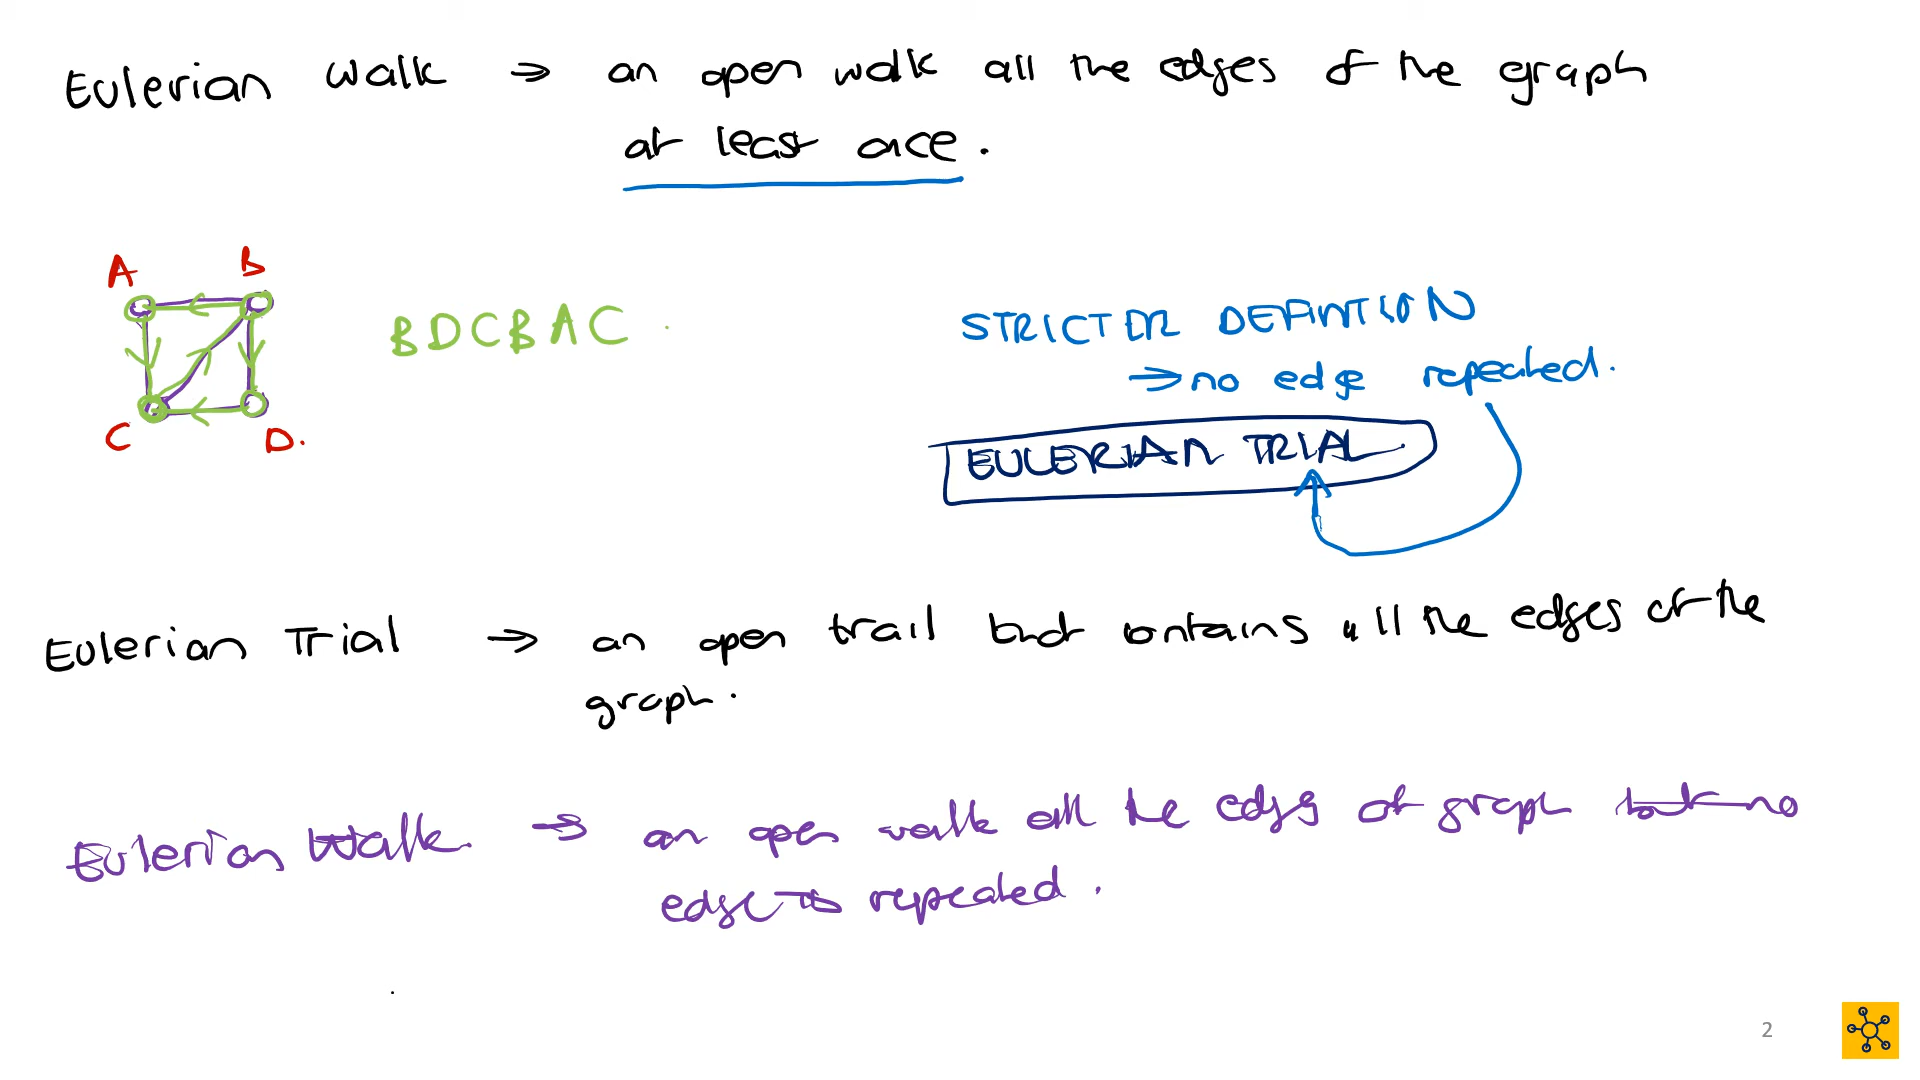 Eulerian walk → an open walk all the edges of the graph
at least once.
A B
BDCBAC
C D.
STRICTER DEFINITION
→ no edge repeated.
EULERIAN TRIAL
Eulerian Trial → an open trail but contains all the edges of the
graph.
Eulerian Walk. → an open walk all the edge of graph but no
edge is repeated.
2